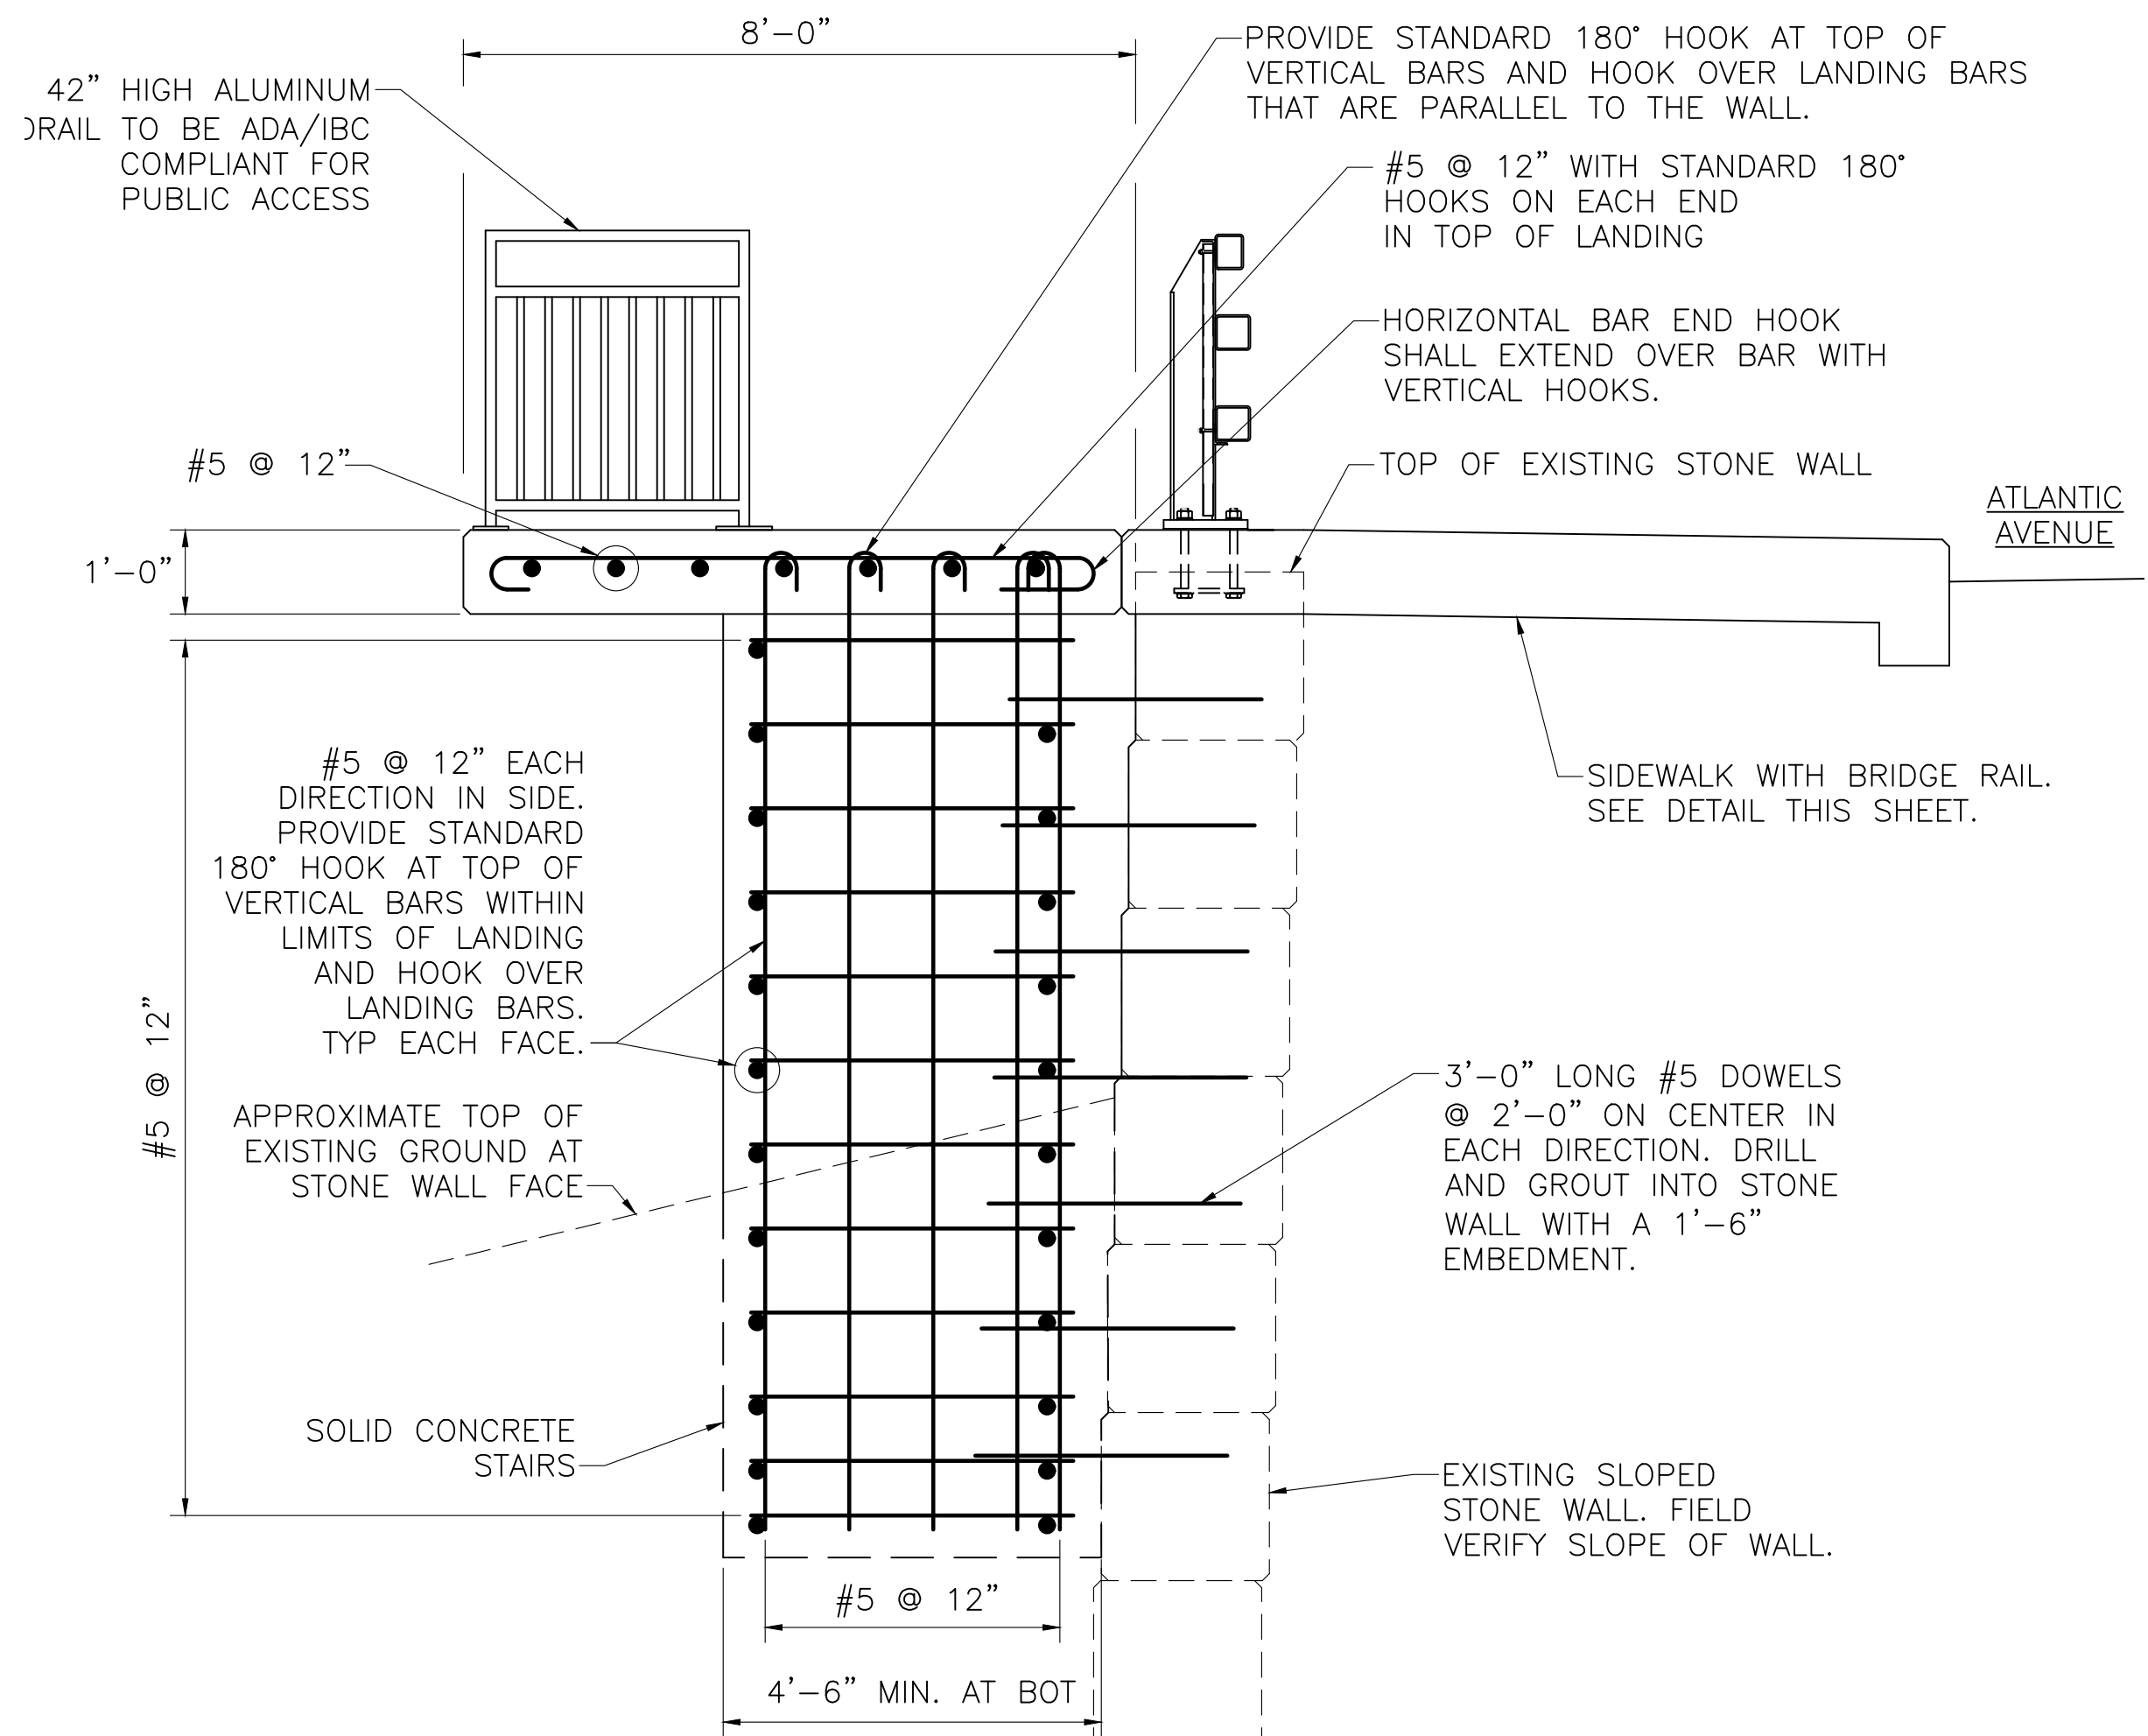 8'-0"
42" HIGH ALUMINUM
TO BE ADA/IBC
COMPLIANT FOR
PUBLIC ACCESS
PROVIDE STANDARD 180° HOOK AT TOP OF
VERTICAL BARS AND HOOK OVER LANDING BARS
THAT ARE PARALLEL TO THE WALL.
#5 @ 12" WITH STANDARD 180°
HOOKS ON EACH END
IN TOP OF LANDING
HORIZONTAL BAR END HOOK
SHALL EXTEND OVER BAR WITH
VERTICAL HOOKS.
#5 @ 12"
TOP OF EXISTING STONE WALL
ATLANTIC
AVENUE
1'-0"
#5 @ 12" EACH
DIRECTION IN SIDE.
PROVIDE STANDARD
180° HOOK AT TOP OF
VERTICAL BARS WITHIN
LIMITS OF LANDING
AND HOOK OVER
LANDING BARS.
TYP EACH FACE.
SIDEWALK WITH BRIDGE RAIL.
SEE DETAIL THIS SHEET.
#5 @ 12"
APPROXIMATE TOP OF
EXISTING GROUND AT
STONE WALL FACE
3'-0" LONG #5 DOWELS
@ 2'-0" ON CENTER IN
EACH DIRECTION. DRILL
AND GROUT INTO STONE
WALL WITH A 1'-6"
EMBEDMENT.
SOLID CONCRETE
STAIRS
EXISTING SLOPED
STONE WALL. FIELD
VERIFY SLOPE OF WALL.
#5 @ 12"
4'-6" MIN. AT BOT